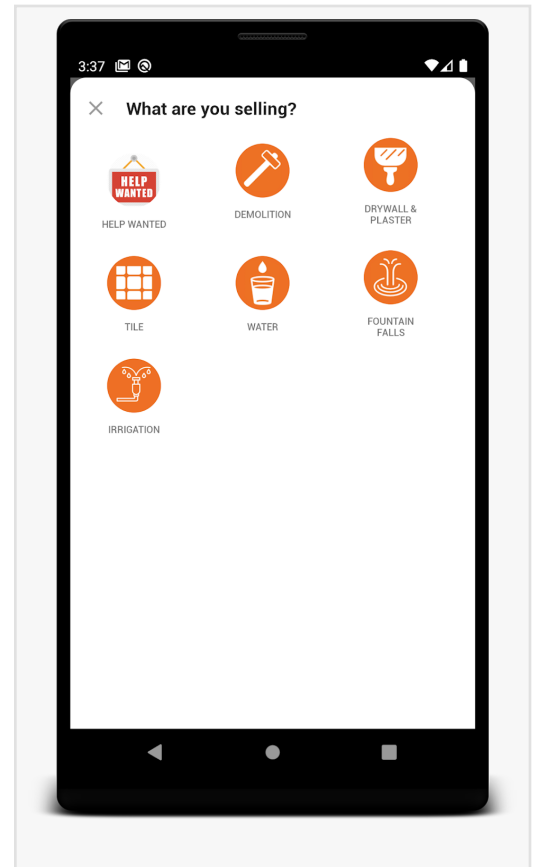 3:37
What are you selling?
HELP
WANTED
HELP WANTED
DEMOLITION
DRYWALL &
PLASTER
TILE
WATER
FOUNTAIN
FALLS
IRRIGATION